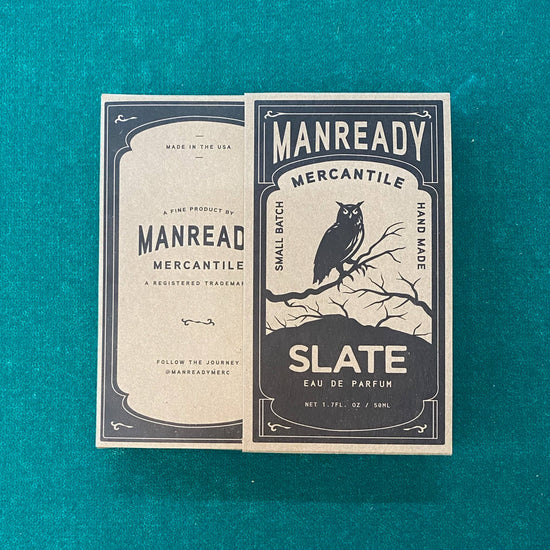 MADE IN THE USA
A FINE PRODUCT BY
MANREADY
MERCANTILE
A REGISTERED TRADEMAR
FOLLOW THE JOURNEY
@MANREADYMERC
MANREADY
MERCANTILE
SMALL BATCH
HAND MADE
SLATE
EAU DE PARFUM
NET 1.7FL. OZ / 50ML